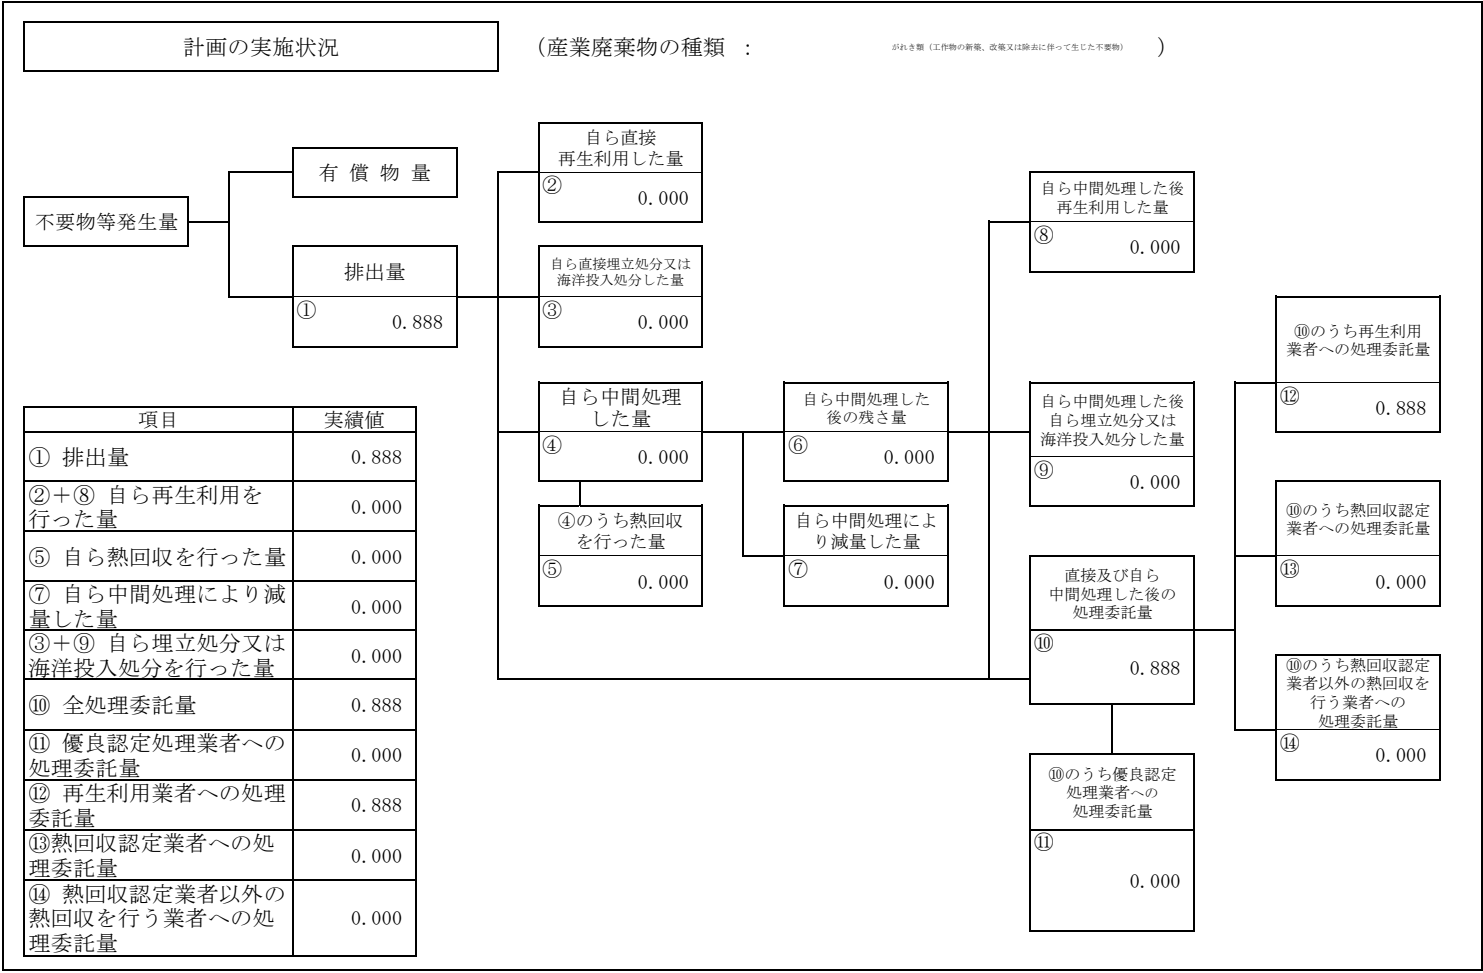 計画の実施状況
（産業廃棄物の種類 :
がれき類（工作物の新築、改築又は除去に伴って生じた不要物）
）
不要物等発生量
有 償 物 量
排出量
①
0.888
自ら直接
再生利用した量
②
0.000
自ら直接埋立処分又は
海洋投入処分した量
③
0.000
自ら中間処理
した量
④
0.000
④のうち熱回収
を行った量
⑤
0.000
自ら中間処理した
後の残さ量
⑥
0.000
自ら中間処理によ
り減量した量
⑦
0.000
自ら中間処理した後
再生利用した量
⑧
0.000
自ら中間処理した後
自ら埋立処分又は
海洋投入処分した量
⑨
0.000
直接及び自ら
中間処理した後の
処理委託量
⑩
0.888
⑩のうち優良認定
処理業者への
処理委託量
⑪
0.000
⑩のうち再生利用
業者への処理委託量
⑫
0.888
⑩のうち熱回収認定
業者への処理委託量
⑬
0.000
⑩のうち熱回収認定
業者以外の熱回収を
行う業者への
処理委託量
⑭
0.000
項目 実績値
① 排出量 0.888
②＋⑧ 自ら再生利用を
行った量 0.000
⑤ 自ら熱回収を行った量 0.000
⑦ 自ら中間処理により減
量した量 0.000
③＋⑨ 自ら埋立処分又は
海洋投入処分を行った量 0.000
⑩ 全処理委託量 0.888
⑪ 優良認定処理業者への
処理委託量 0.000
⑫ 再生利用業者への処理
委託量 0.888
⑬熱回収認定業者への処
理委託量 0.000
⑭ 熱回収認定業者以外の
熱回収を行う業者への処
理委託量 0.000